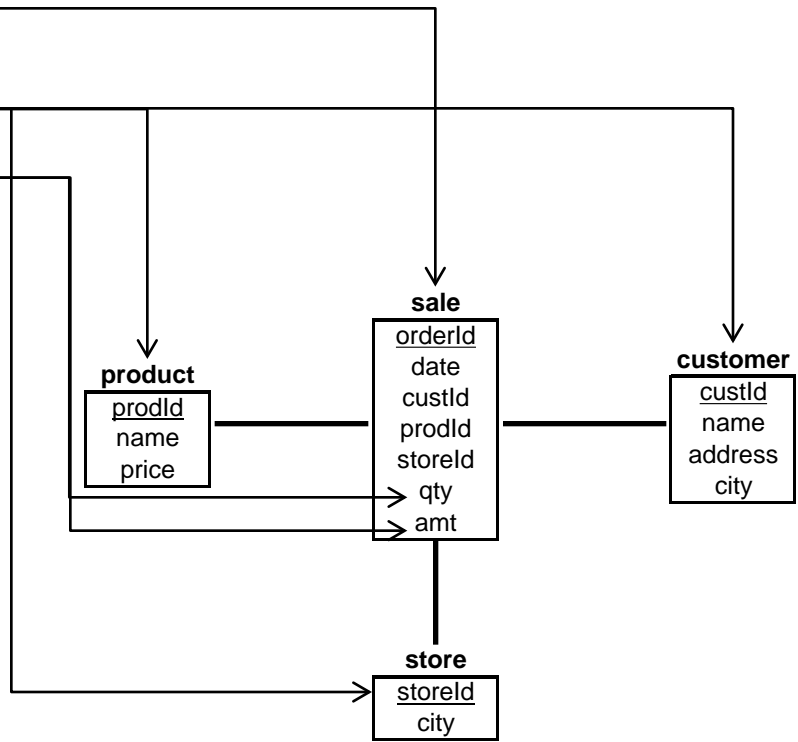 sale
orderId
date
custId
prodId
storeId
qty
amt
product
prodId
name
price
customer
custId
name
address
city
store
storeId
city